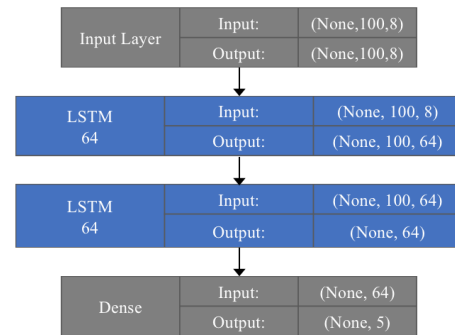 Input Layer
Input: (None,100,8)
Output: (None,100,8)
LSTM
64
Input: (None, 100, 8)
Output: (None, 100, 64)
LSTM
64
Input: (None, 100, 64)
Output: (None, 64)
Dense
Input: (None, 64)
Output: (None, 5)